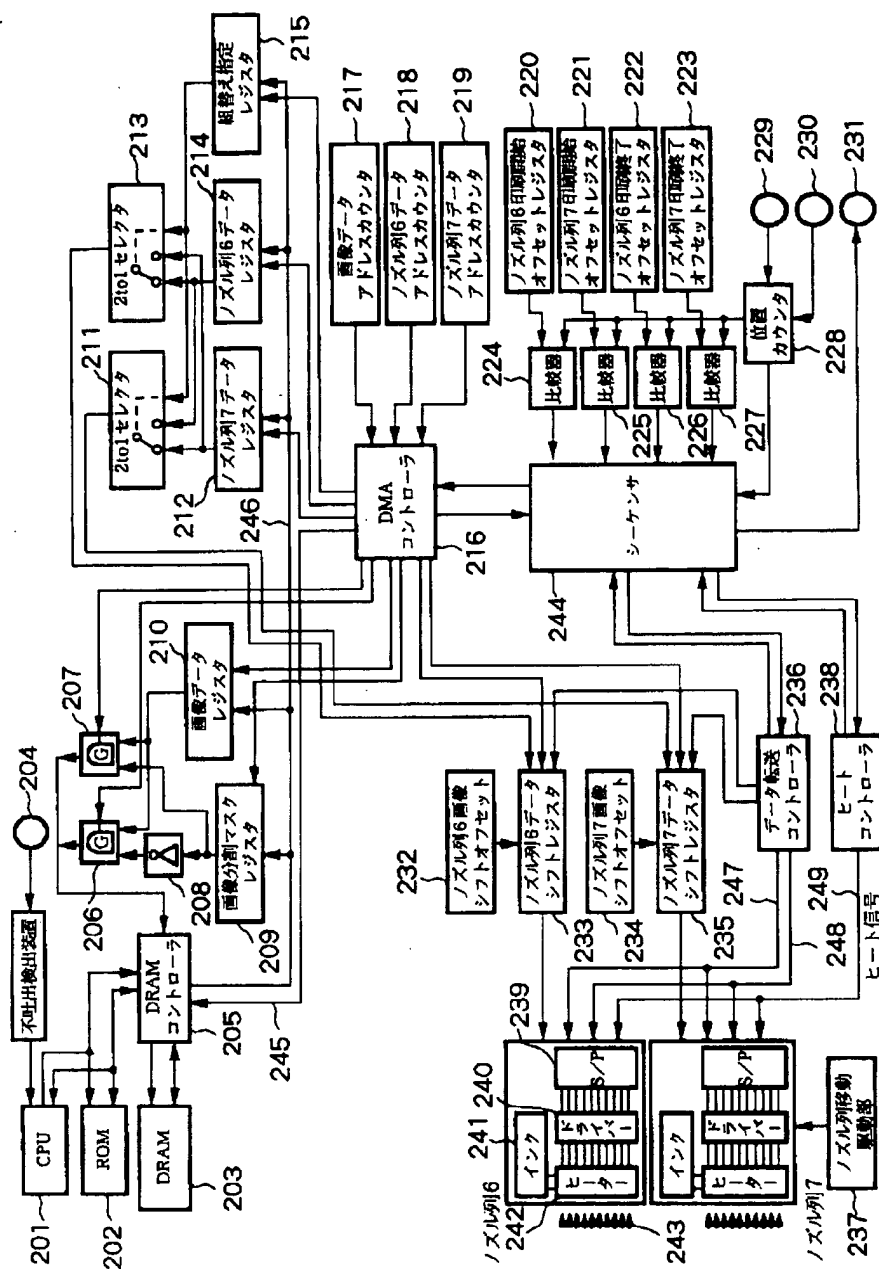 204
不吐出検出装置
201
CPU
202
ROM
203
DRAM
205
DRAM
コントローラ
245
206
G
207
G
208
209
画像分割マスク
レジスタ
210
画像データ
レジスタ
211
2to1セレクタ
213
2to1セレクタ
212
ノズル列7データ
レジスタ
214
ノズル列6データ
レジスタ
215
組替え指定
レジスタ
246
216
DMA
コントローラ
217
画像データ
アドレスカウンタ
218
ノズル列6データ
アドレスカウンタ
219
ノズル列7データ
アドレスカウンタ
220
ノズル列6印刷開始
オフセットレジスタ
221
ノズル列7印刷開始
オフセットレジスタ
222
ノズル列6印刷終了
オフセットレジスタ
223
ノズル列7印刷終了
オフセットレジスタ
224
比較器
225
比較器
226
比較器
227
比較器
228
位置
カウンタ
229
230
231
244
シーケンサ
232
ノズル列6画像
シフトオフセット
233
ノズル列6データ
シフトレジスタ
234
ノズル列7画像
シフトオフセット
235
ノズル列7データ
シフトレジスタ
236
データ転送
コントローラ
238
ヒート
コントローラ
247
248
249
ヒート信号
239
S/P
240
ドライバー
241
インク
242
ヒーター
243
ノズル列6
S/P
ドライバー
インク
ヒーター
ノズル列7
237
ノズル列移動
駆動部